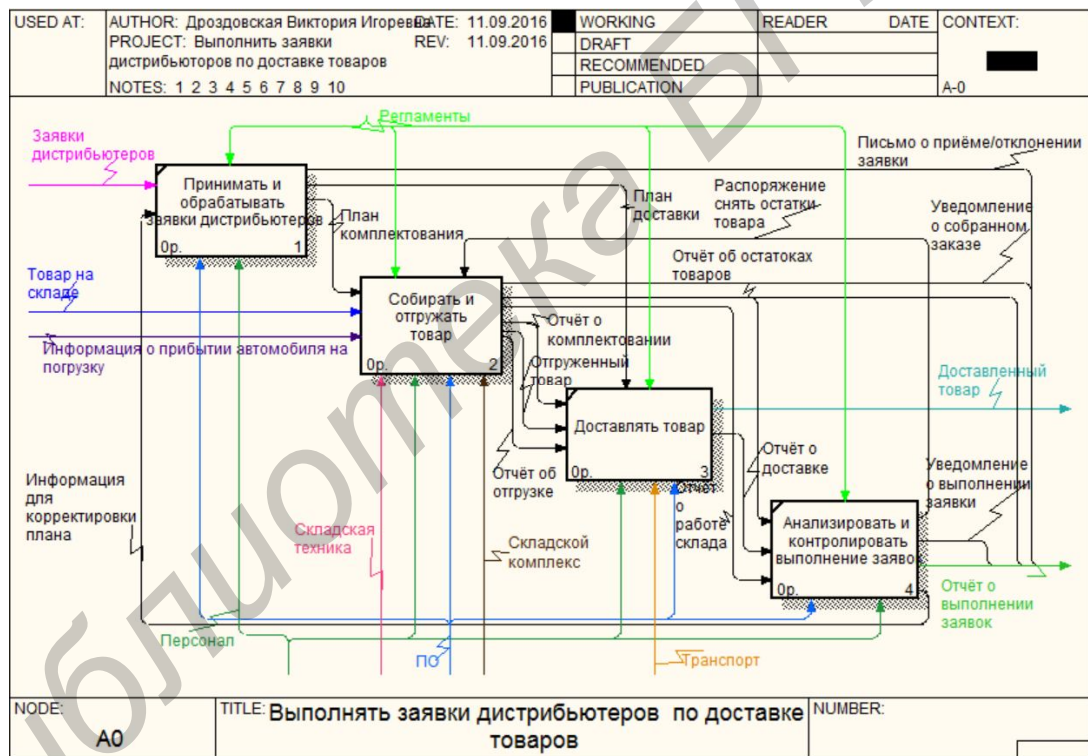 USED AT:
AUTHOR: Дроздовская Виктория Игоревна
DATE: 11.09.2016
PROJECT: Выполнить заявки
дистрибьюторов по доставке товаров
REV: 11.09.2016
NOTES: 1 2 3 4 5 6 7 8 9 10
WORKING
DRAFT
RECOMMENDED
PUBLICATION
READER
DATE
CONTEXT:
A-0
Регламенты
Заявки
дистрибьютеров
Письмо о приёме/отклонении
заявки
Принимать и
обрабатывать
заявки дистрибьютеров
0р.
1
План
комплектования
План
доставки
Распоряжение
снять остатки
товара
Уведомление
о собранном
заказе
Отчёт об остатоках
товаров
Товар на
складе
Собирать и
отгружать
товар
0р.
2
Информация о прибытии автомобиля на
погрузку
Отчёт о
комплектовании
Отгруженный
товар
Доставленный
товар
Доставлять товар
0р.
3
Отчёт об
отгрузке
Отчёт о
доставке
Отчёт
о
работе
склада
Уведомление
о выполнении
заявки
Информация
для
корректировки
плана
Складская
техника
Складской
комплекс
Анализировать и
контролировать
выполнение заявок
0р.
4
Отчёт о
выполнении
заявок
Персонал
ПО
Транспорт
NODE:
A0
TITLE: Выполнять заявки дистрибьютеров по доставке
товаров
NUMBER:
блиотека БГ